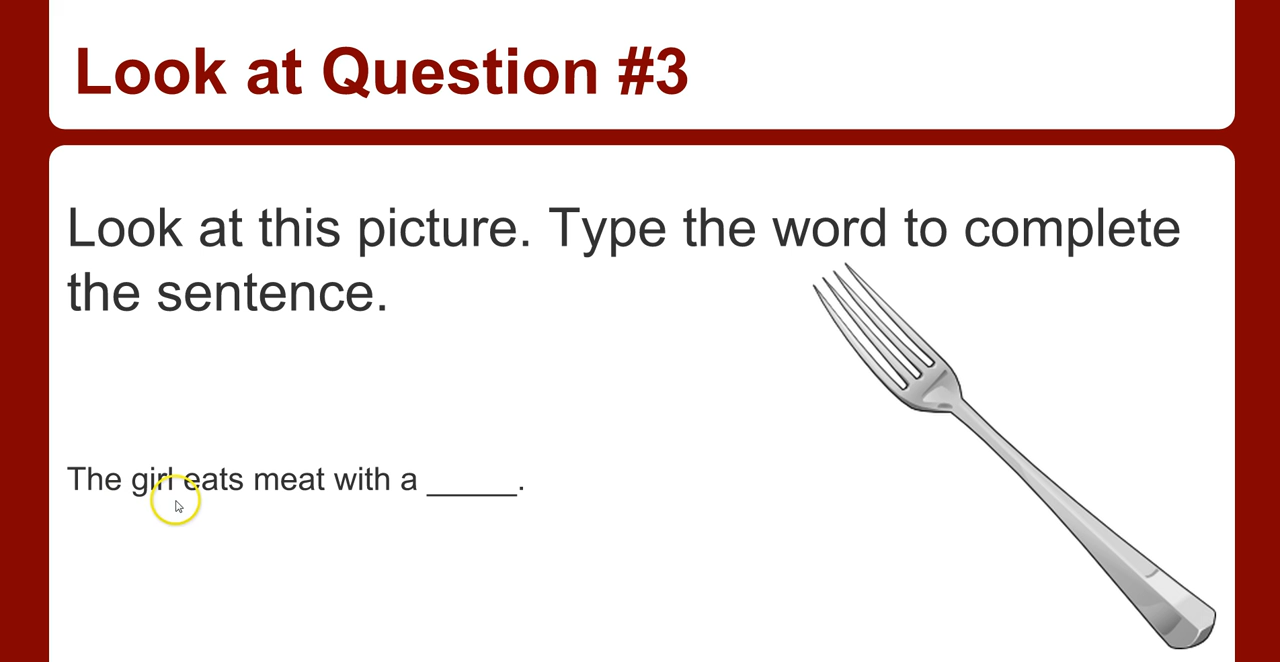 Look at Question #3
Look at this picture. Type the word to complete
the sentence.
The girl eats meat with a _____.